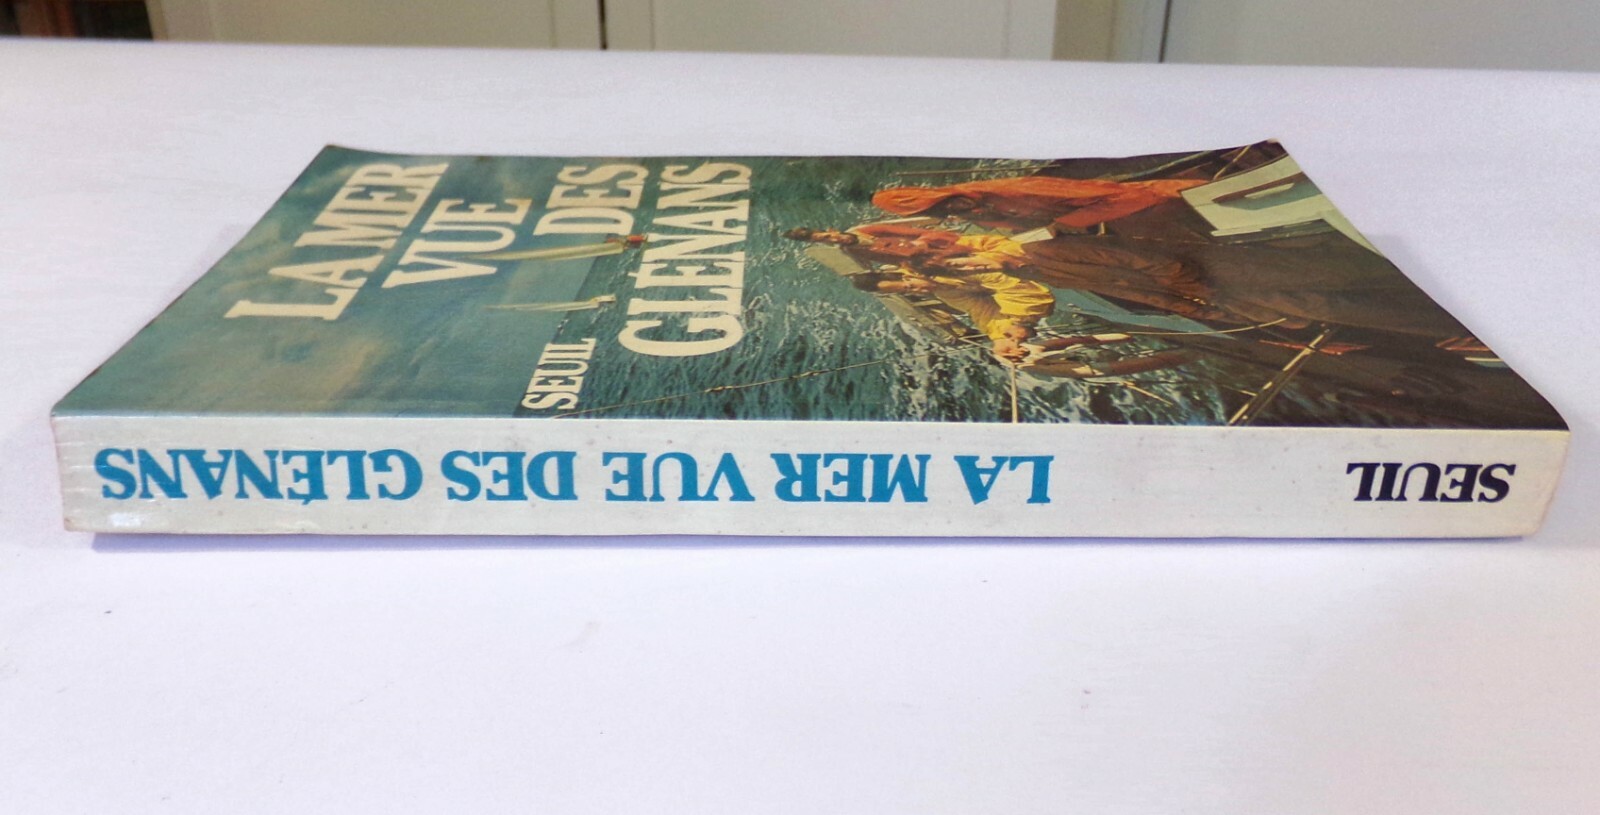 LA MER
VUE
DES
GLÉNANS
SEUIL
SEUIL
LA MER VUE DES GLÉNANS